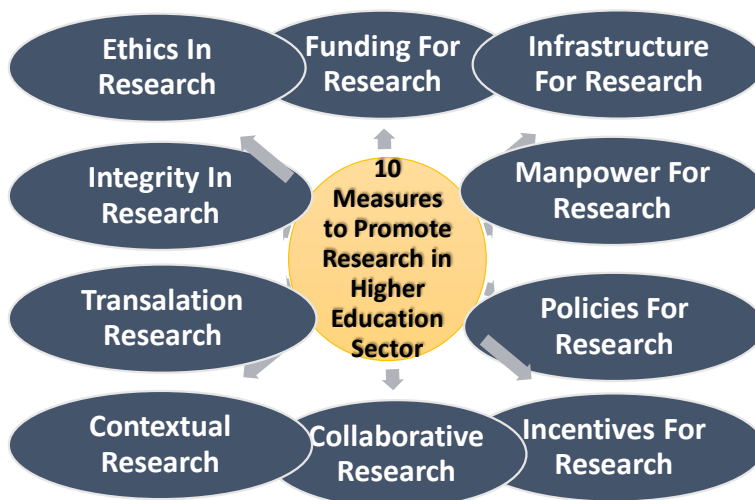 Ethics In
Research
Funding For
Research
Infrastructure
For Research
Integrity In
Research
10
Measures
to Promote
Research in
Higher
Education
Sector
Manpower For
Research
Transalation
Research
Policies For
Research
Contextual
Research
Collaborative
Research
Incentives For
Research